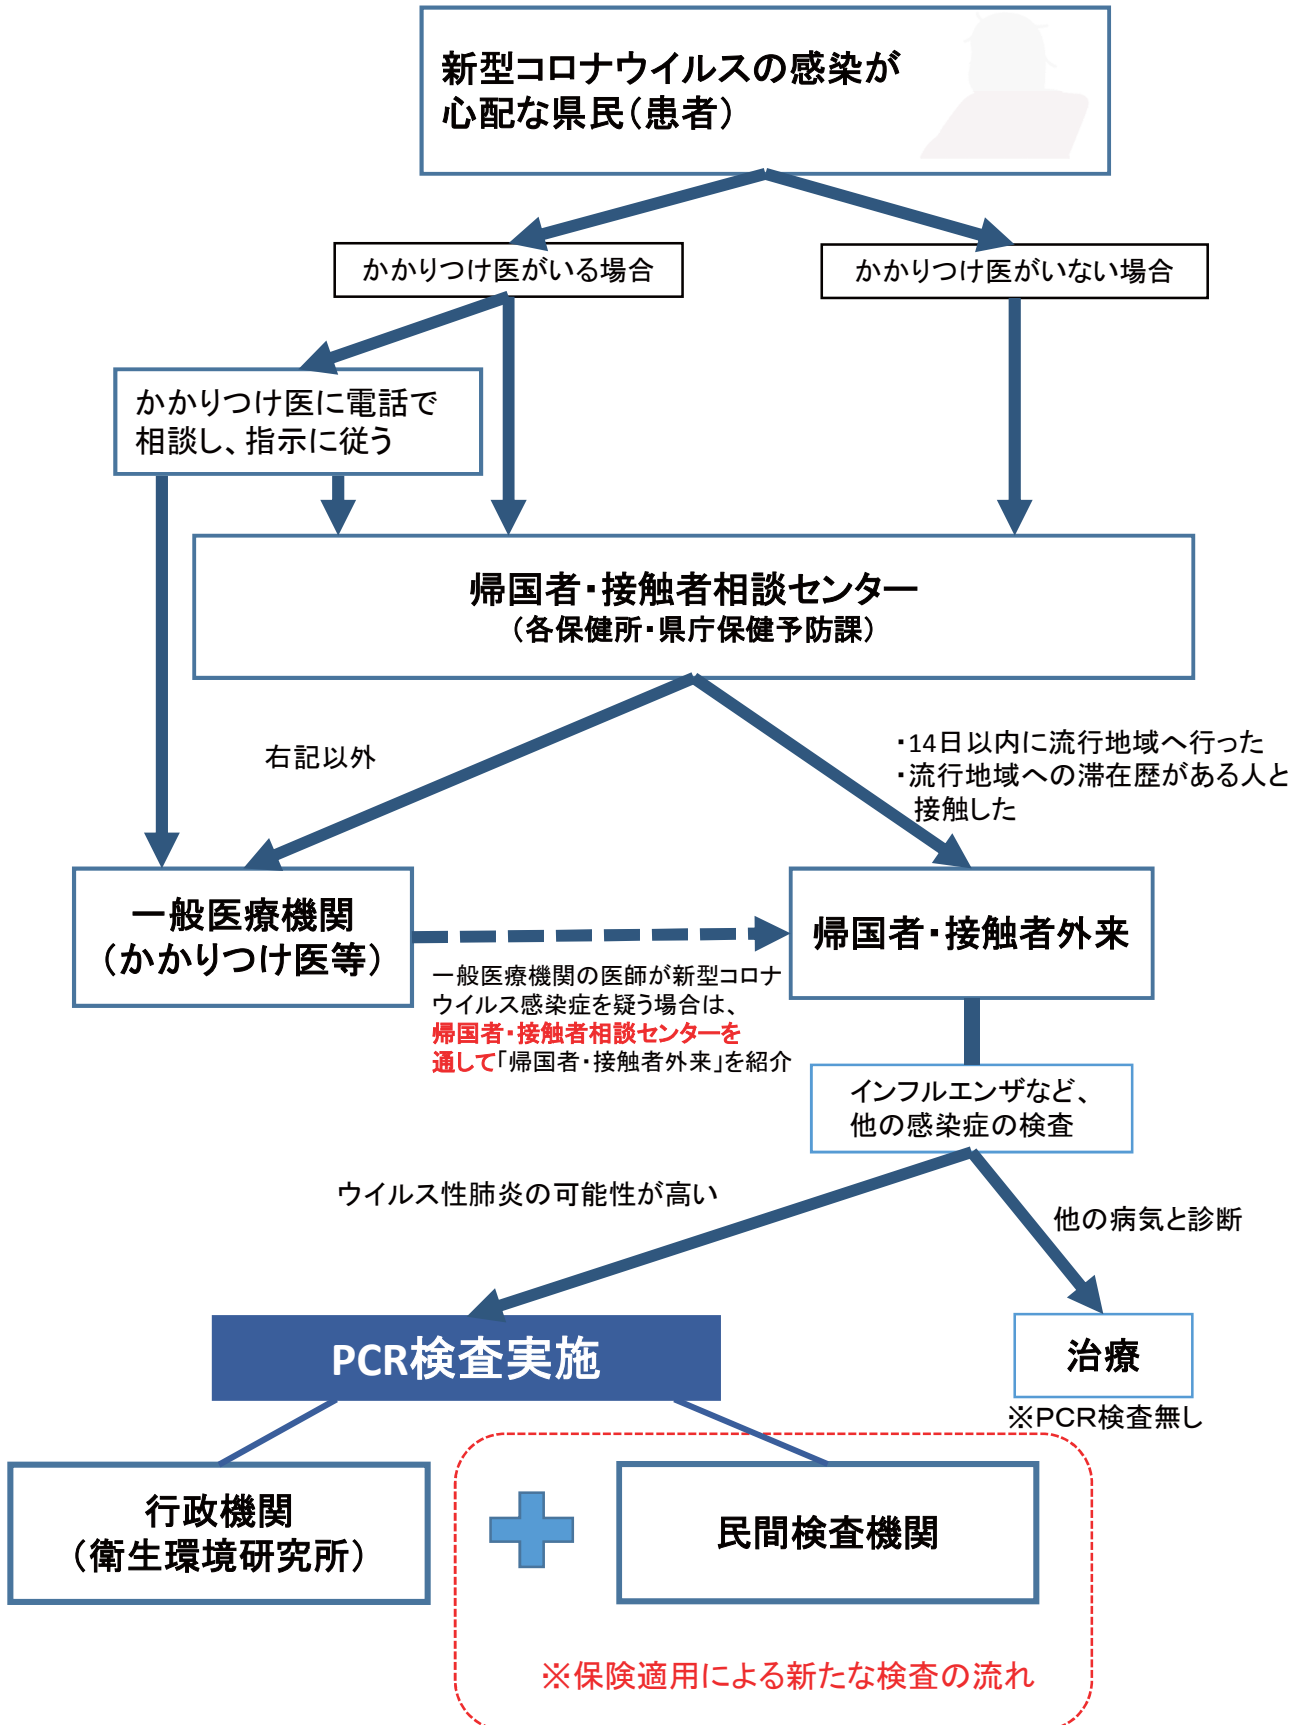 新型コロナウイルスの感染が
心配な県民（患者）
かかりつけ医がいる場合
かかりつけ医がいない場合
かかりつけ医に電話で
相談し、指示に従う
帰国者・接触者相談センター
（各保健所・県庁保健予防課）
右記以外
・14日以内に流行地域へ行った
・流行地域への滞在歴がある人と
接触した
一般医療機関
（かかりつけ医等）
帰国者・接触者外来
一般医療機関の医師が新型コロナ
ウイルス感染症を疑う場合は、
帰国者・接触者相談センターを
通して「帰国者・接触者外来」を紹介
インフルエンザなど、
他の感染症の検査
ウイルス性肺炎の可能性が高い
他の病気と診断
PCR検査実施
治療
※PCR検査無し
行政機関
（衛生環境研究所）
民間検査機関
※保険適用による新たな検査の流れ